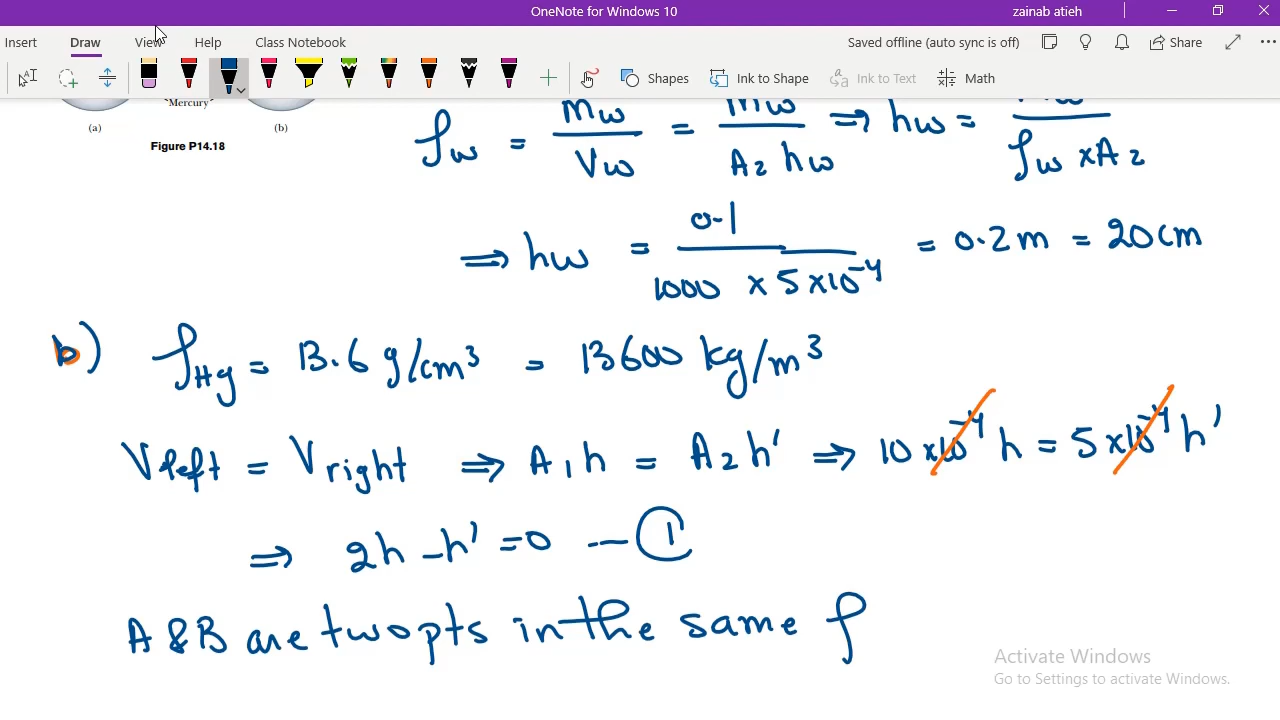 OneNote for Windows 10
zainab atieh
Insert Draw View Help Class Notebook
Saved offline (auto sync is off) Share
Shapes Ink to Shape Ink to Text Math
Mercury
(a) (b)
Figure P14.18
ρw = mw/Vw = mw/A2 hw ⇒ hw = mw/ρw x A2
⇒ hw = 0.1/1000 x 5x10⁻⁴ = 0.2m = 20cm
b) ρHg = 13.6 g/cm³ = 13600 kg/m³
Vleft = Vright ⇒ A1h = A2h' ⇒ 10x10⁻⁴ h = 5x10⁻⁴ h'
⇒ 2h - h' = 0 --- ①
A & B are two pts in the same ρ
Activate Windows
Go to Settings to activate Windows.